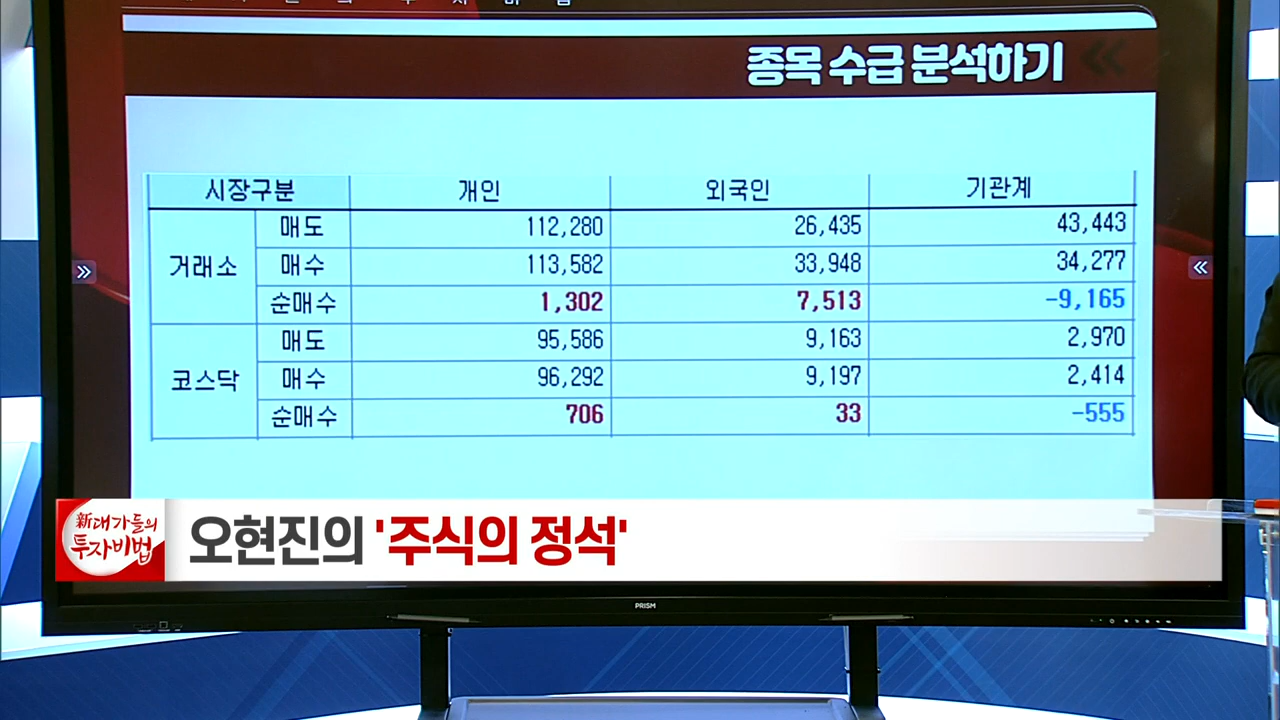 종목 수급 분석하기
시장구분 개인 외국인 기관계
거래소 매도 112,280 26,435 43,443
매수 113,582 33,948 34,277
순매수 1,302 7,513 -9,165
코스닥 매도 95,586 9,163 2,970
매수 96,292 9,197 2,414
순매수 706 33 -555
新대가들의
투자비법
오현진의 '주식의 정석'
PRISM